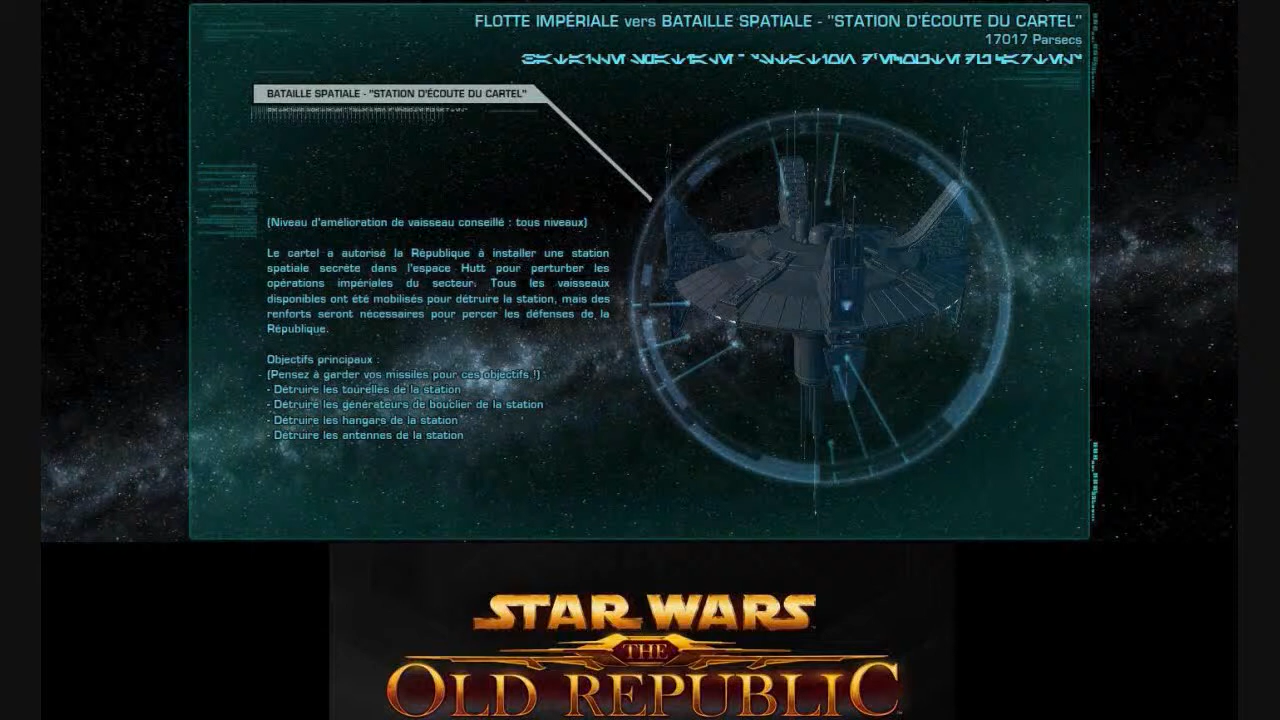 FLOTTE IMPÉRIALE vers BATAILLE SPATIALE - "STATION D'ÉCOUTE DU CARTEL"
17017 Parsecs
BATAILLE SPATIALE - "STATION D'ÉCOUTE DU CARTEL"
(Niveau d'amélioration de vaisseau conseillé : tous niveaux)
Le cartel a autorisé la République à installer une station
spatiale secrète dans l'espace Hutt pour perturber les
opérations impériales du secteur. Tous les vaisseaux
disponibles ont été mobilisés pour détruire la station, mais des
renforts seront nécessaires pour percer les défenses de la
République.
Objectifs principaux :
(Pensez à garder vos missiles pour ces objectifs !)
- Détruire les tourelles de la station
- Détruire les générateurs de bouclier de la station
- Détruire les hangars de la station
- Détruire les antennes de la station
STAR WARS
THE
OLD REPUBLIC